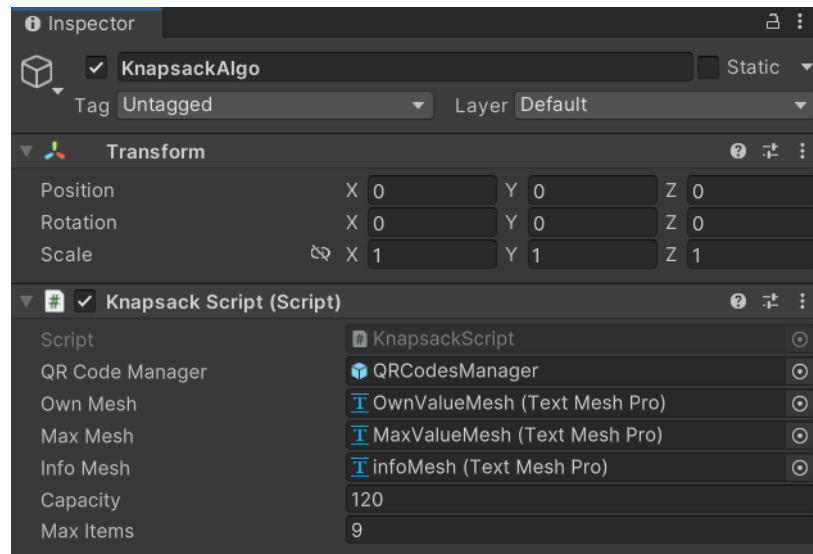 Inspector
KnapsackAlgo Static
Tag Untagged Layer Default
Transform
Position X 0 Y 0 Z 0
Rotation X 0 Y 0 Z 0
Scale X 1 Y 1 Z 1
# Knapsack Script (Script)
Script # KnapsackScript
QR Code Manager QRCodesManager
Own Mesh T OwnValueMesh (Text Mesh Pro)
Max Mesh T MaxValueMesh (Text Mesh Pro)
Info Mesh T infoMesh (Text Mesh Pro)
Capacity 120
Max Items 9